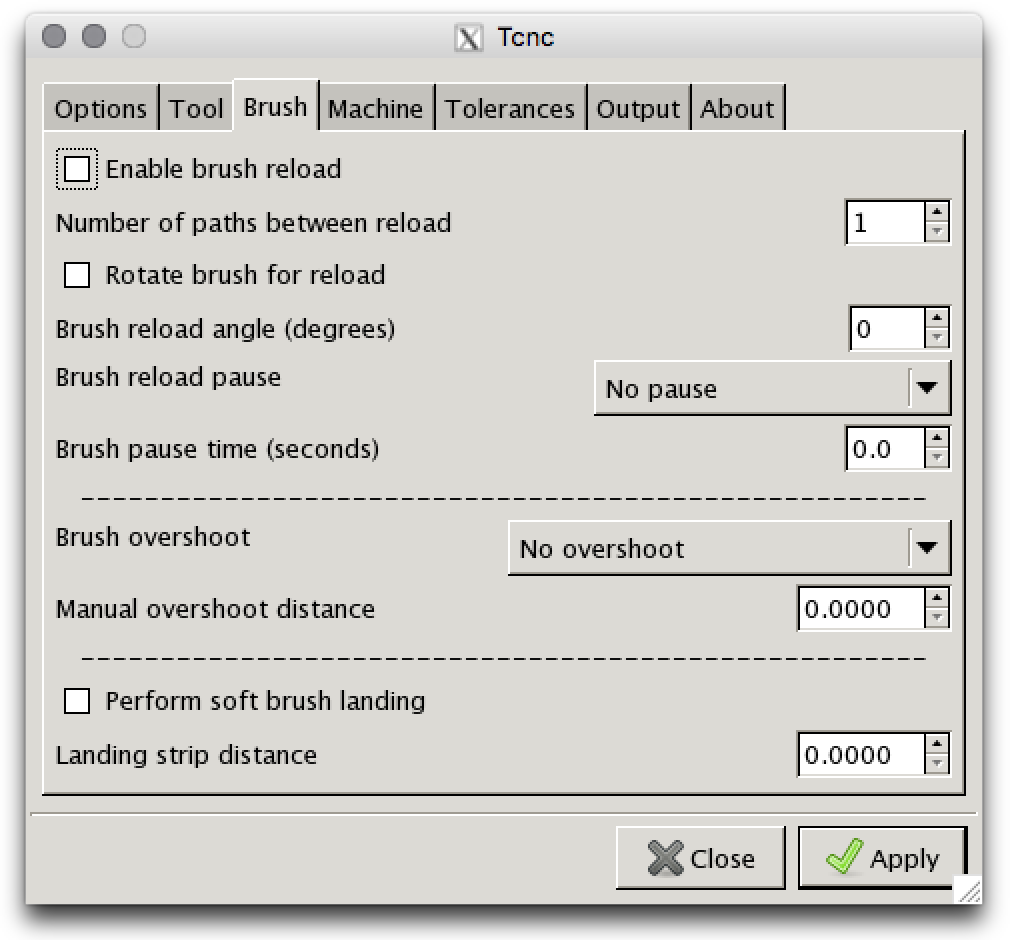 Tcnc
Options Tool Brush Machine Tolerances Output About
Enable brush reload
Number of paths between reload 1
Rotate brush for reload
Brush reload angle (degrees) 0
Brush reload pause No pause
Brush pause time (seconds) 0.0
Brush overshoot No overshoot
Manual overshoot distance 0.0000
Perform soft brush landing
Landing strip distance 0.0000
Close Apply